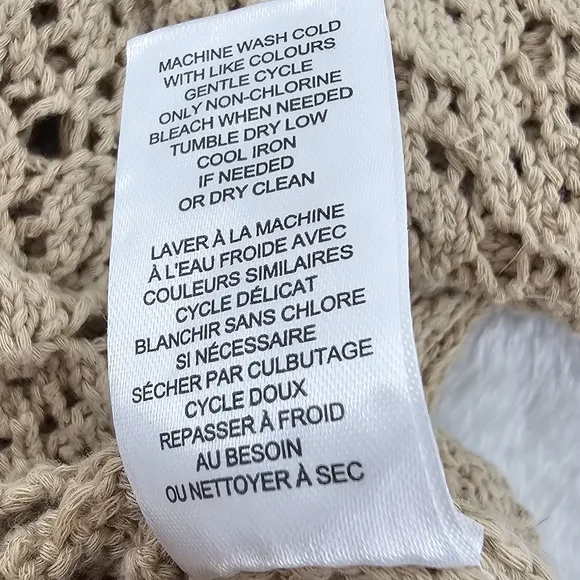 MACHINE WASH COLD
WITH LIKE COLOURS
GENTLE CYCLE
ONLY NON-CHLORINE
BLEACH WHEN NEEDED
TUMBLE DRY LOW
COOL IRON
IF NEEDED
OR DRY CLEAN
LAVER À LA MACHINE
À L'EAU FROIDE AVEC
COULEURS SIMILAIRES
CYCLE DÉLICAT
BLANCHIR SANS CHLORE
SI NÉCESSAIRE
SÉCHER PAR CULBUTAGE
CYCLE DOUX
REPASSER À FROID
AU BESOIN
OU NETTOYER À SEC